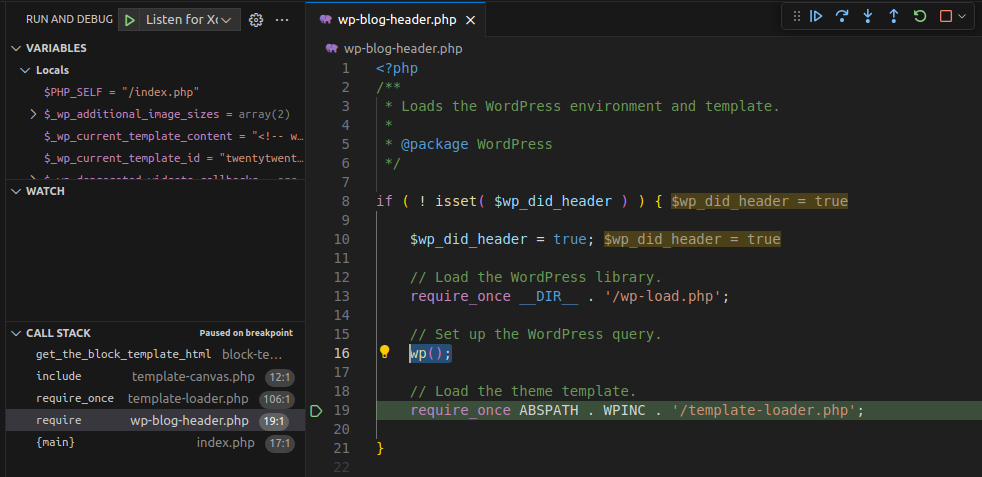 RUN AND DEBUG
Listen for Xc
VARIABLES
Locals
$PHP_SELF = "/index.php"
$_wp_additional_image_sizes = array(2)
$_wp_current_template_content = "<!-- w…
$_wp_current_template_id = "twentytwent…
WATCH
CALL STACK Paused on breakpoint
get_the_block_template_html block-te…
include template-canvas.php 12:1
require_once template-loader.php 106:1
require wp-blog-header.php 19:1
{main} index.php 17:1
wp-blog-header.php
wp-blog-header.php
1 <?php
2 /**
3 * Loads the WordPress environment and template.
4 *
5 * @package WordPress
6 */
7
8 if ( ! isset( $wp_did_header ) ) { $wp_did_header = true
9
10 $wp_did_header = true; $wp_did_header = true
11
12 // Load the WordPress library.
13 require_once __DIR__ . '/wp-load.php';
14
15 // Set up the WordPress query.
16 wp();
17
18 // Load the theme template.
19 require_once ABSPATH . WPINC . '/template-loader.php';
20
21 }
22